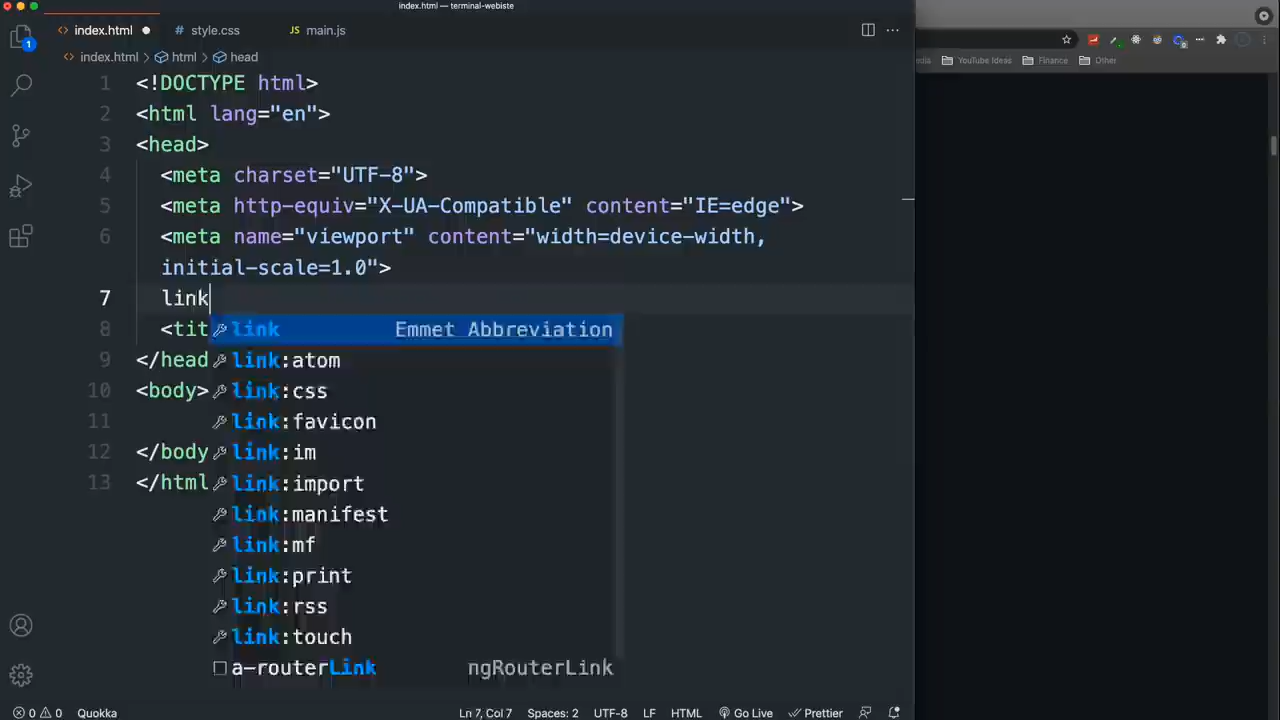 index.html — terminal-webiste
index.html
# style.css
JS main.js
index.html > html > head
YouTube Ideas
Finance
Other
1 <!DOCTYPE html>
2 <html lang="en">
3 <head>
4 <meta charset="UTF-8">
5 <meta http-equiv="X-UA-Compatible" content="IE=edge">
6 <meta name="viewport" content="width=device-width,
initial-scale=1.0">
7 link
8 <tit
link Emmet Abbreviation
9 </head
link:atom
10 <body>
link:css
11
link:favicon
12 </body
link:im
13 </html
link:import
link:manifest
link:mf
link:print
link:rss
link:touch
a-routerLink ngRouterLink
1
0 0 Quokka Ln 7, Col 7 Spaces: 2 UTF-8 LF HTML Go Live Prettier